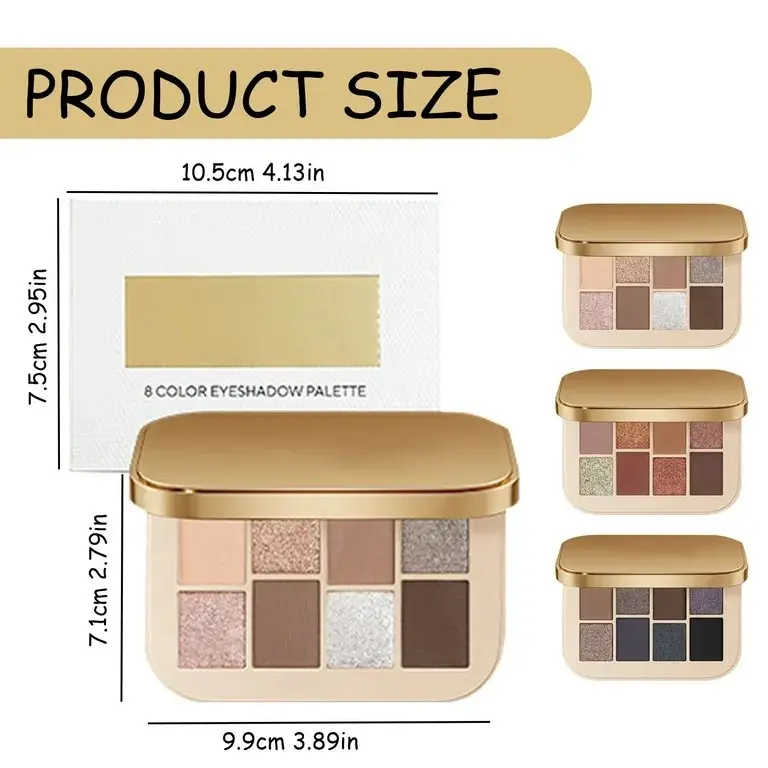 PRODUCT SIZE
10.5cm 4.13in
7.5cm 2.95in
8 COLOR EYESHADOW PALETTE
7.1cm 2.79in
9.9cm 3.89in